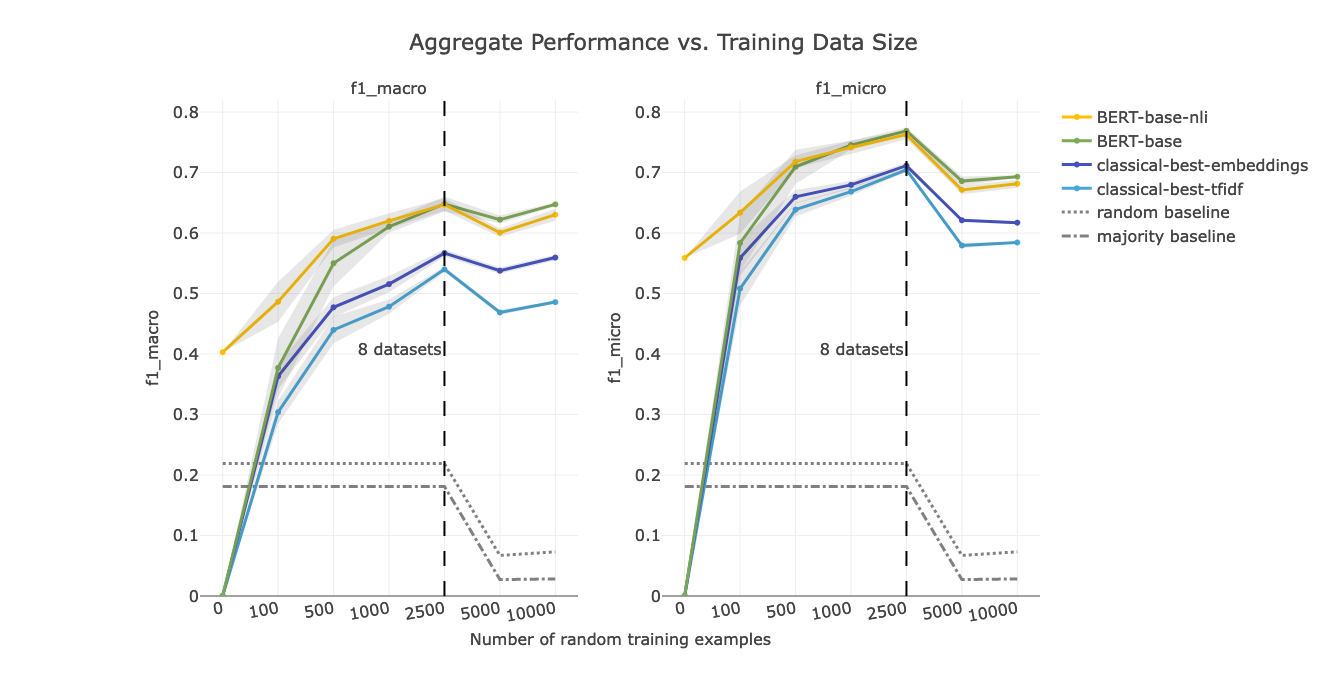 Aggregate Performance vs. Training Data Size
f1_macro
f1_micro
0.8
0.7
0.6
0.5
0.4
0.3
0.2
0.1
0
f1_macro
8 datasets
0 100 500 1000 2500 5000 10000
0.8
0.7
0.6
0.5
0.4
0.3
0.2
0.1
0
f1_micro
8 datasets
0 100 500 1000 2500 5000 10000
Number of random training examples
BERT-base-nli
BERT-base
classical-best-embeddings
classical-best-tfidf
random baseline
majority baseline